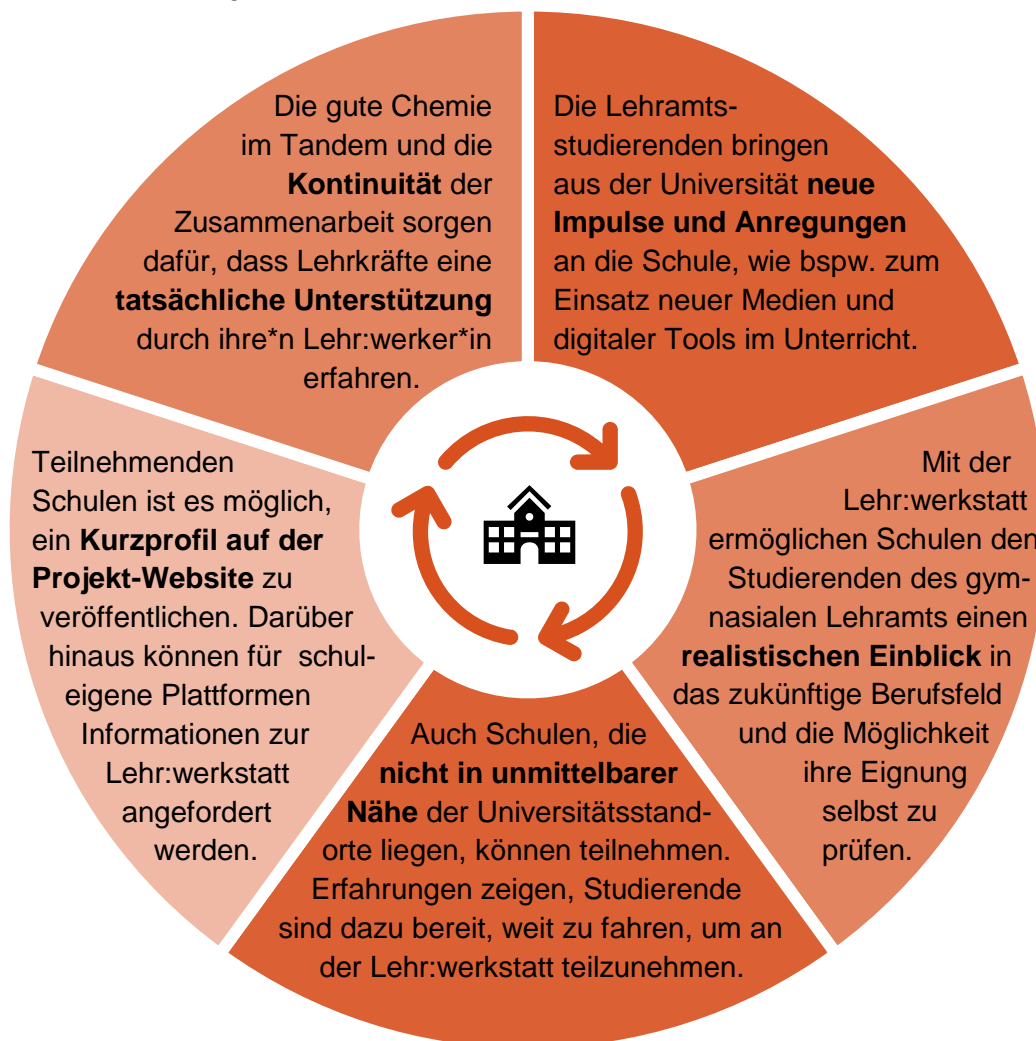 Die Lehramts-
studierenden bringen
aus der Universität neue
Impulse und Anregungen
an die Schule, wie bspw. zum
Einsatz neuer Medien und
digitaler Tools im Unterricht.
Mit der
Lehr:werkstatt
ermöglichen Schulen den
Studierenden des gym-
nasialen Lehramts einen
realistischen Einblick in
das zukünftige Berufsfeld
und die Möglichkeit
ihre Eignung
selbst zu
prüfen.
Auch Schulen, die
nicht in unmittelbarer
Nähe der Universitätsstand-
orte liegen, können teilnehmen.
Erfahrungen zeigen, Studierende
sind dazu bereit, weit zu fahren, um an
der Lehr:werkstatt teilzunehmen.
Teilnehmenden
Schulen ist es möglich,
ein Kurzprofil auf der
Projekt-Website zu
veröffentlichen. Darüber
hinaus können für schul-
eigene Plattformen
Informationen zur
Lehr:werkstatt
angefordert
werden.
Die gute Chemie
im Tandem und die
Kontinuität der
Zusammenarbeit sorgen
dafür, dass Lehrkräfte eine
tatsächliche Unterstützung
durch ihre*n Lehr:werker*in
erfahren.